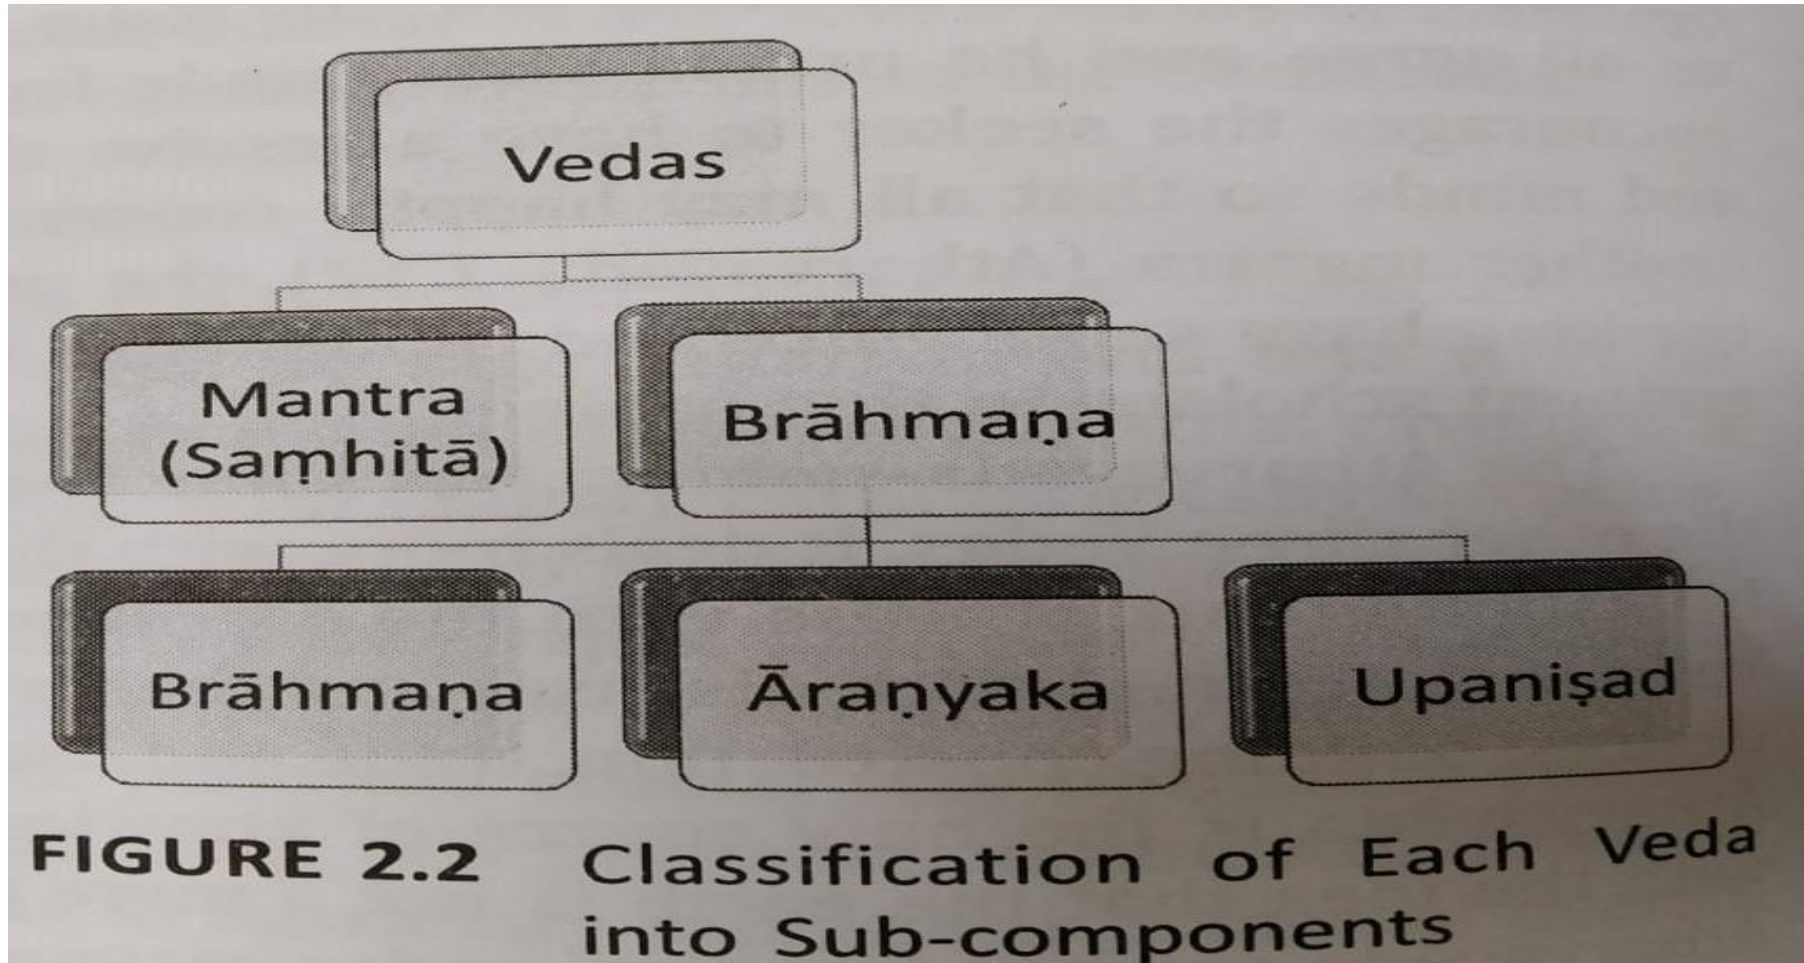 Vedas
Mantra
(Saṃhitā)
Brāhmaṇa
Brāhmaṇa
Āraṇyaka
Upaniṣad
FIGURE 2.2 Classification of Each Veda
into Sub-components